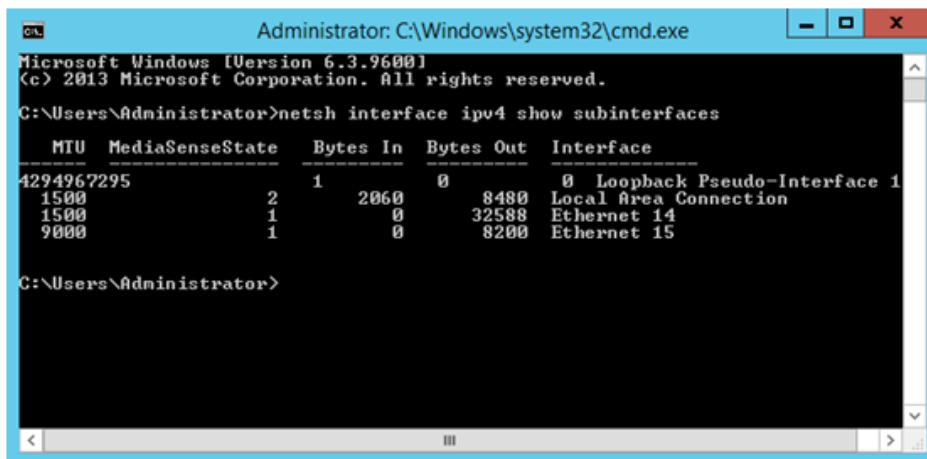 Administrator: C:\Windows\system32\cmd.exe
Microsoft Windows [Version 6.3.9600]
(c) 2013 Microsoft Corporation. All rights reserved.
C:\Users\Administrator>netsh interface ipv4 show subinterfaces
MTU  MediaSenseState  Bytes In  Bytes Out  Interface
------  ---------------  ---------  ---------  -------------
4294967295  1  0  0  Loopback Pseudo-Interface 1
1500  2  2060  8480  Local Area Connection
1500  1  0  32588  Ethernet 14
9000  1  0  8200  Ethernet 15
C:\Users\Administrator>